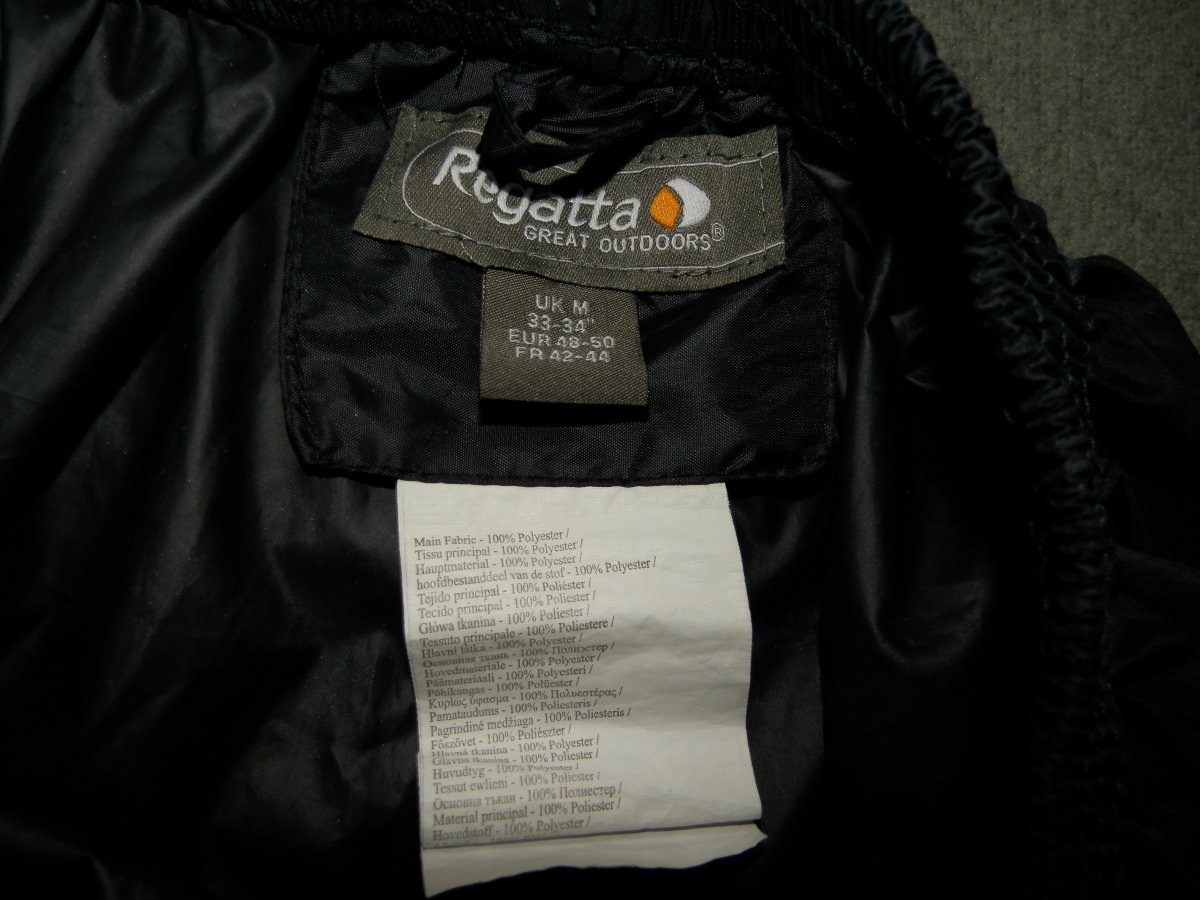 Regatta
GREAT OUTDOORS®
UK M
33-34"
EUR 48-50
FR 42-44
Main Fabric - 100% Polyester /
Tissu principal - 100% Polyester /
Hauptmaterial - 100% Polyester /
hoofdbestanddeel van de stof - 100% Polyester /
Tejido principal - 100% Poliéster /
Tecido principal - 100% Poliester /
Główa tkanina - 100% Poliester /
Tessuto principale - 100% Poliestere /
Hlavní látka - 100% Polyester /
Основная ткань - 100% Полиэстер /
Hovedmateriale - 100% Polyester /
Päämateriaali - 100% Polyesteri /
Põhikangas - 100% Polüester /
Κυρίως ύφασμα - 100% Πολυεστέρας /
Pamataudums - 100% Poliesteris /
Pagrindinė medžiaga - 100% Poliesteris /
Főszövet - 100% Poliészter /
Hlavná tkanina - 100% Polyester /
Glavna tkanina - 100% Poliester /
Huvudtyg - 100% Polyester /
Tessut ewlieni - 100% Poliester /
Основна тъкан - 100% Полиестер /
Material principal - 100% Poliester /
Hovedstoff - 100% Polyester /